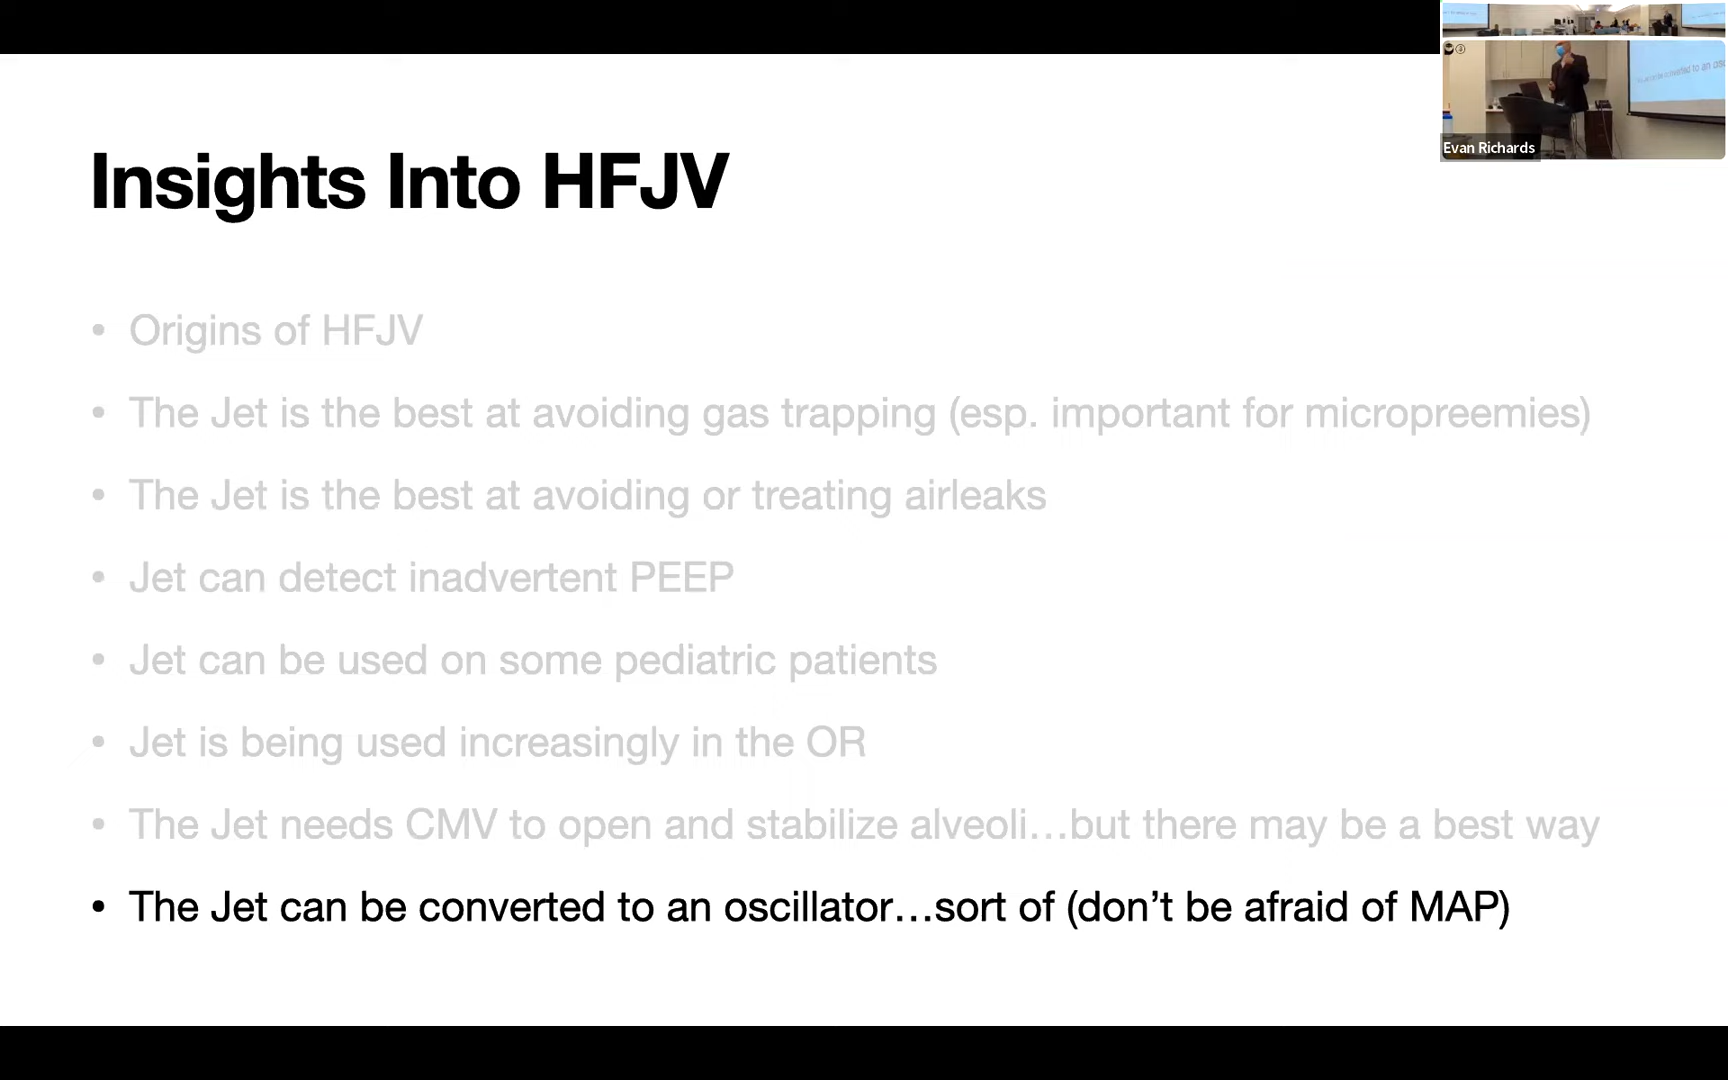 Insights Into HFJV
• Origins of HFJV
• The Jet is the best at avoiding gas trapping (esp. important for micropreemies)
• The Jet is the best at avoiding or treating airleaks
• Jet can detect inadvertent PEEP
• Jet can be used on some pediatric patients
• Jet is being used increasingly in the OR
• The Jet needs CMV to open and stabilize alveoli…but there may be a best way
• The Jet can be converted to an oscillator…sort of (don’t be afraid of MAP)
converted to an
Evan Richards